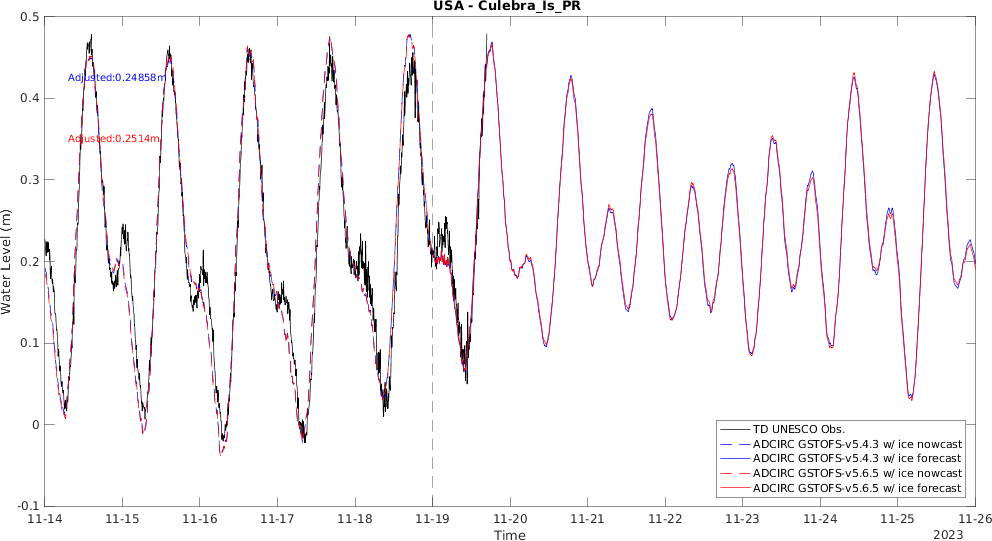 USA - Culebra_Is_PR
0.5
0.4
0.3
0.2
0.1
0
-0.1
Water Level (m)
Adjusted:0.24858m
Adjusted:0.2514m
TD UNESCO Obs.
ADCIRC GSTOFS-v5.4.3 w/ ice nowcast
ADCIRC GSTOFS-v5.4.3 w/ ice forecast
ADCIRC GSTOFS-v5.6.5 w/ ice nowcast
ADCIRC GSTOFS-v5.6.5 w/ ice forecast
11-14 11-15 11-16 11-17 11-18 11-19 11-20 11-21 11-22 11-23 11-24 11-25 11-26
Time
2023